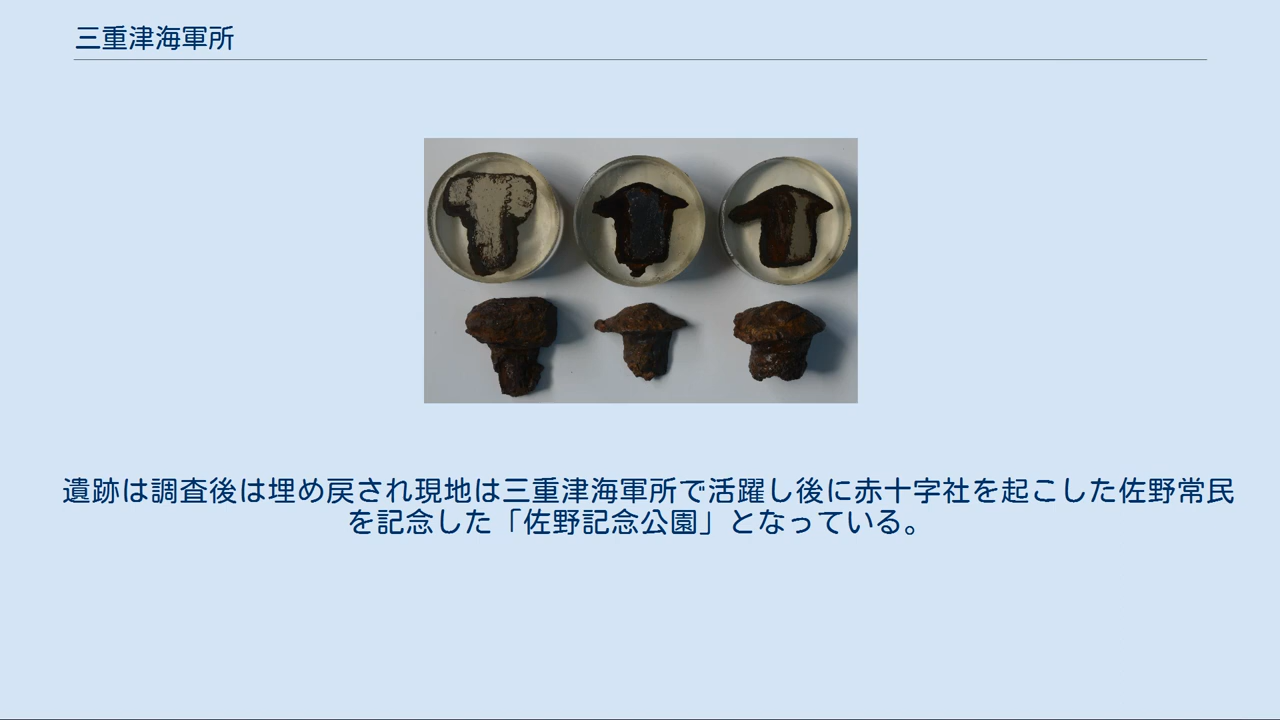 三重津海軍所
遺跡は調査後は埋め戻され現地は三重津海軍所で活躍し後に赤十字社を起こした佐野常民
を記念した「佐野記念公園」となっている。